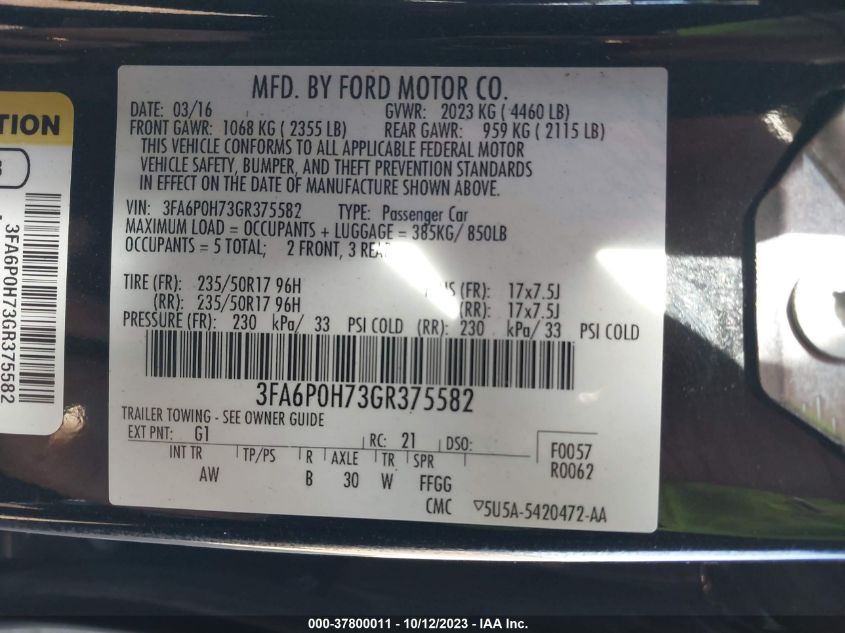 MFD. BY FORD MOTOR CO.
DATE: 03/16 GVWR: 2023 KG ( 4460 LB)
FRONT GAWR: 1068 KG ( 2355 LB) REAR GAWR: 959 KG ( 2115 LB)
THIS VEHICLE CONFORMS TO ALL APPLICABLE FEDERAL MOTOR
VEHICLE SAFETY, BUMPER, AND THEFT PREVENTION STANDARDS
IN EFFECT ON THE DATE OF MANUFACTURE SHOWN ABOVE.
VIN: 3FA6P0H73GR375582 TYPE: Passenger Car
MAXIMUM LOAD = OCCUPANTS + LUGGAGE = 385KG/ 850LB
OCCUPANTS = 5 TOTAL; 2 FRONT, 3 REA
TIRE (FR): 235/50R17 96H (FR): 17x7.5J
(RR): 235/50R17 96H (RR): 17x7.5J
PRESSURE (FR): 230 kPa/ 33 PSI COLD (RR): 230 kPa/ 33 PSI COLD
3FA6P0H73GR375582
TRAILER TOWING - SEE OWNER GUIDE
EXT PNT: G1 RC: 21 DSO:
INT TR TP/PS R AXLE TR SPR
AW B 30 W FFGG
F0057
R0062
CMC ▽5U5A-5420472-AA
TION
3FA6P0H73GR375582
000-37800011 - 10/12/2023 - IAA Inc.